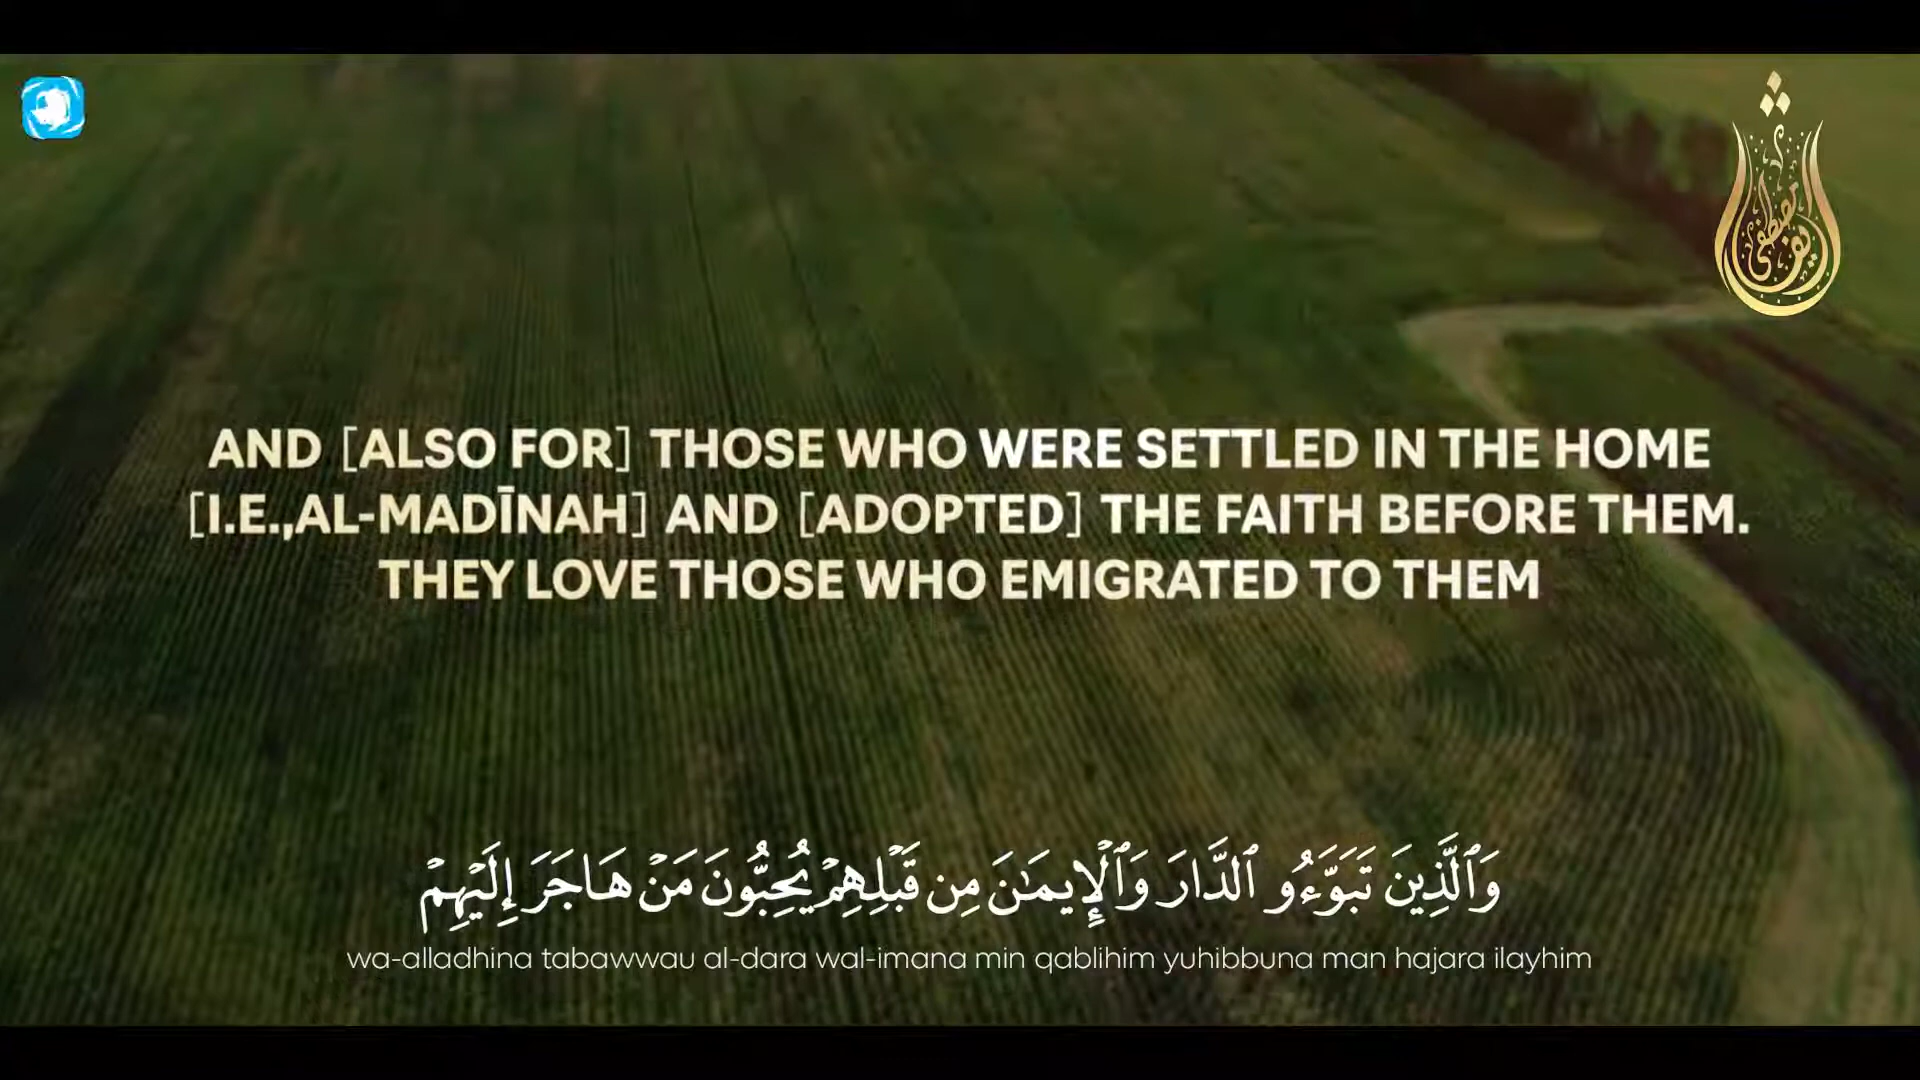 AND [ALSO FOR] THOSE WHO WERE SETTLED IN THE HOME
[I.E.,AL-MADĪNAH] AND [ADOPTED] THE FAITH BEFORE THEM.
THEY LOVE THOSE WHO EMIGRATED TO THEM
وَٱلَّذِينَ تَبَوَّءُو ٱلدَّارَ وَٱلْإِيمَـٰنَ مِن قَبْلِهِمْ يُحِبُّونَ مَنْ هَاجَرَ إِلَيْهِمْ
wa-alladhina tabawwau al-dara wal-imana min qablihim yuhibbuna man hajara ilayhim